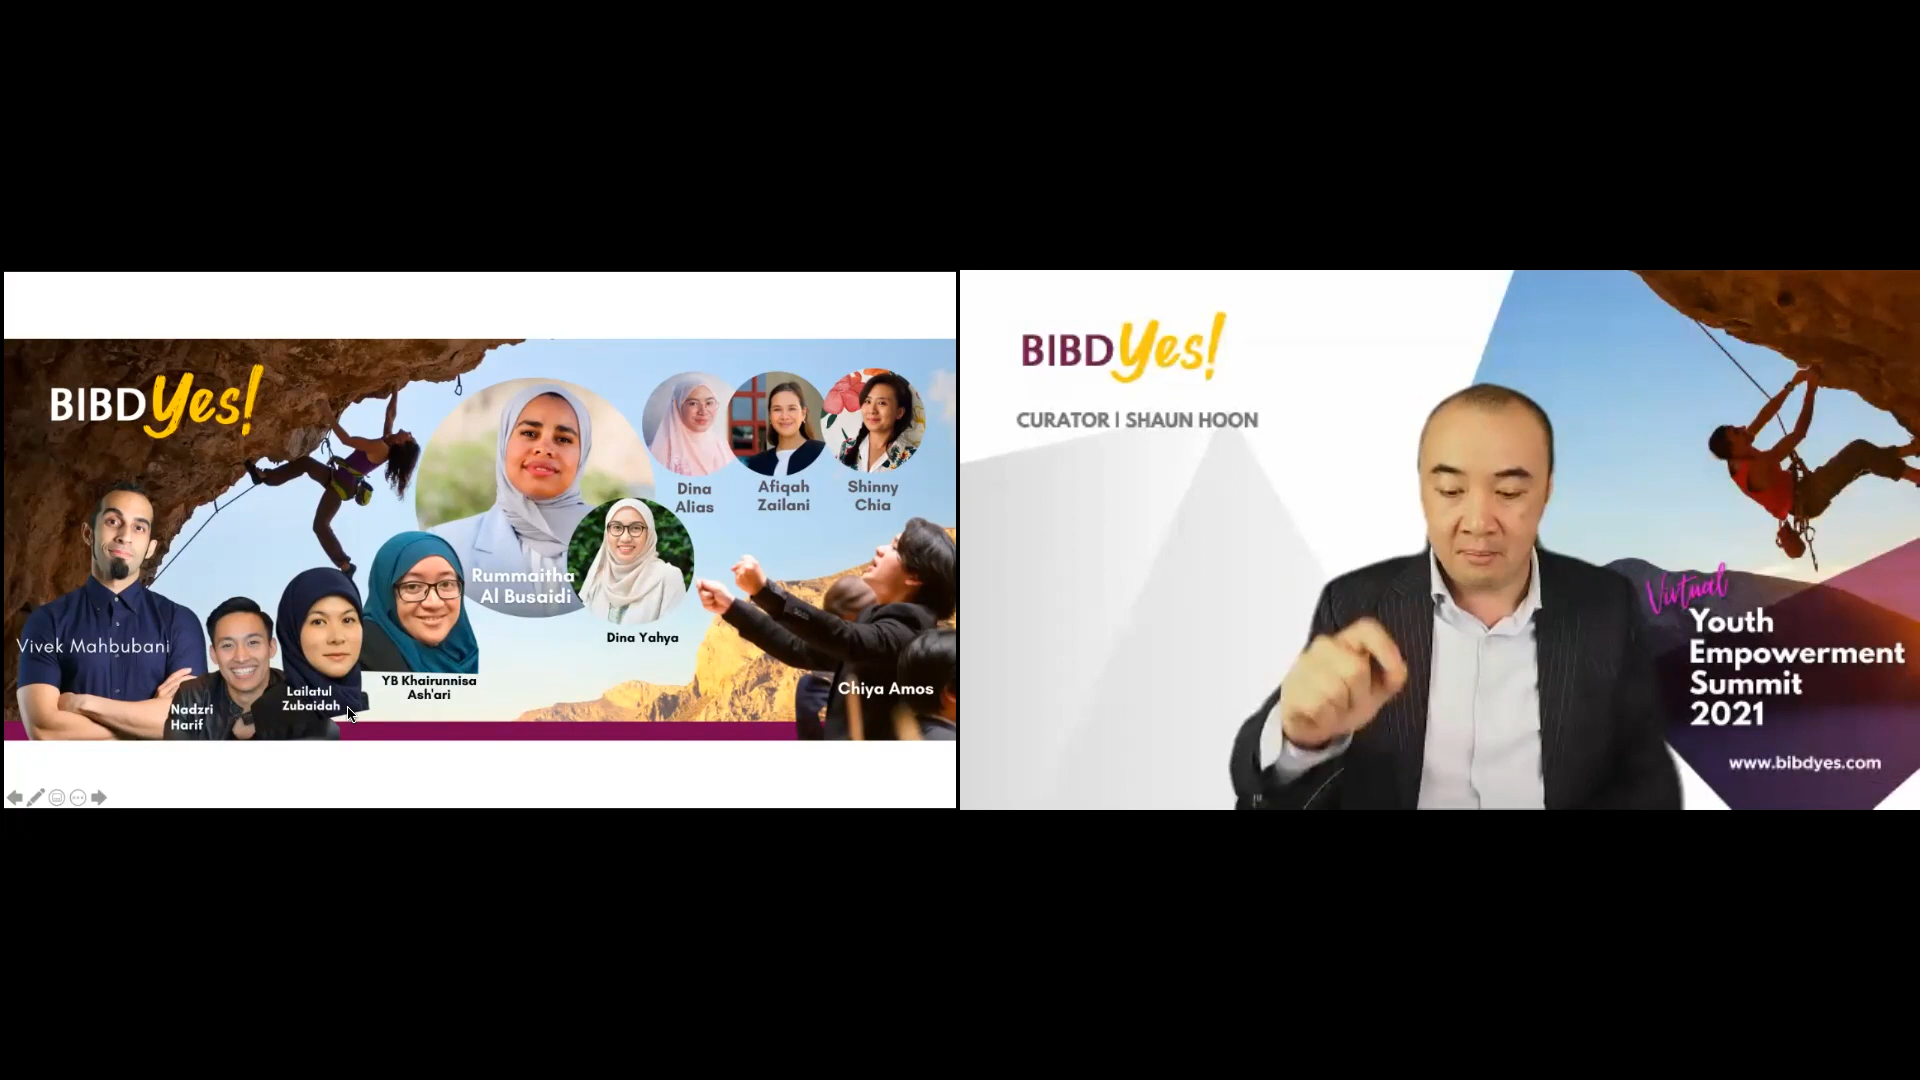 BIBD Yes!
Dina
Alias
Afiqah
Zailani
Shinny
Chia
Rummaitha
Al Busaidi
Dina Yahya
Vivek Mahbubani
YB Khairunnisa
Ash'ari
Lailatul
Zubaidah
Nadzri
Harif
Chiya Amos
BIBD Yes!
CURATOR | SHAUN HOON
Virtual
Youth
Empowerment
Summit
2021
www.bibdyes.com